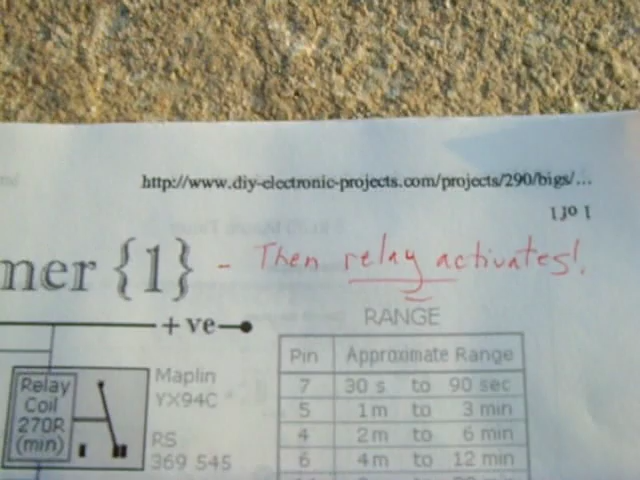 http://www.diy-electronic-projects.com/projects/290/bigs/...
1 of 1
mer {1} - Then relay activates!
+ve
RANGE
Pin Approximate Range
7 30 s to 90 sec
5 1 m to 3 min
4 2 m to 6 min
6 4 m to 12 min
Relay
Coil
270R
(min)
Maplin
YX94C
RS
369 545